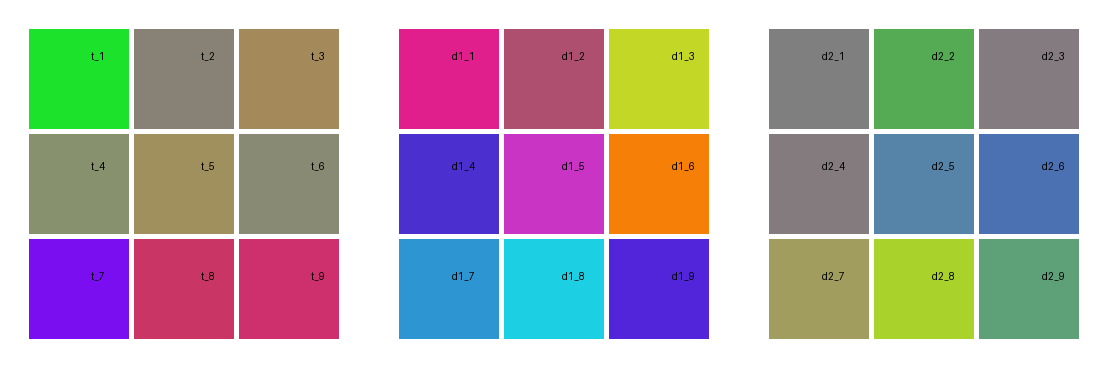 t_1 t_2 t_3 d1_1 d1_2 d1_3 d2_1 d2_2 d2_3
t_4 t_5 t_6 d1_4 d1_5 d1_6 d2_4 d2_5 d2_6
t_7 t_8 t_9 d1_7 d1_8 d1_9 d2_7 d2_8 d2_9